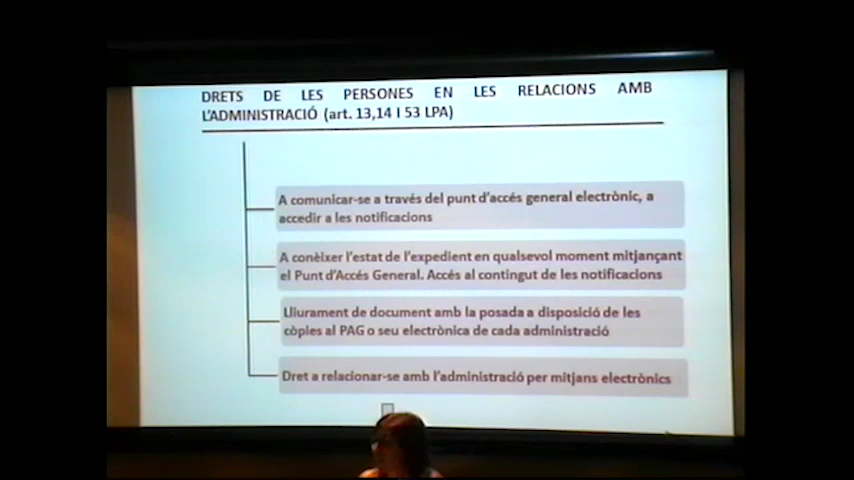 DRETS DE LES PERSONES EN LES RELACIONS AMB
L'ADMINISTRACIÓ (art. 13,14 I 53 LPA)
A comunicar-se a través del punt d'accés general electrònic, a
accedir a les notificacions
A conèixer l'estat de l'expedient en qualsevol moment mitjançant
el Punt d'Accés General. Accés al contingut de les notificacions
Lliurament de document amb la posada a disposició de les
còpies al PAG o seu electrònica de cada administració
Dret a relacionar-se amb l'administració per mitjans electrònics